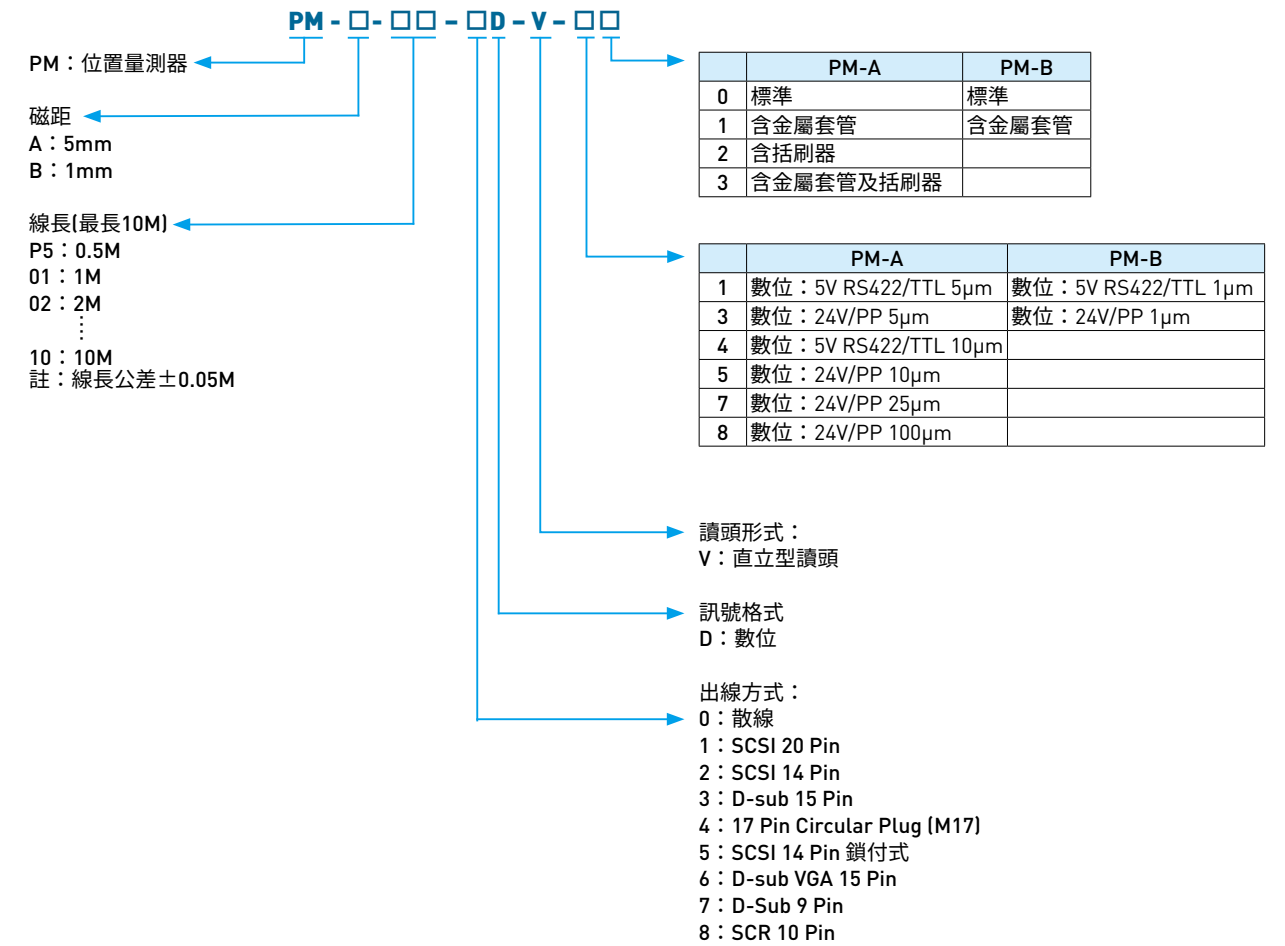 PM - □- □□ - □D - V - □□
PM：位置量測器
磁距
A：5mm
B：1mm
線長(最長10M)
P5：0.5M
01：1M
02：2M
⋮
10：10M
註：線長公差±0.05M
PM-A PM-B
0 標準 標準
1 含金屬套管 含金屬套管
2 含括刷器
3 含金屬套管及括刷器
PM-A PM-B
1 數位：5V RS422/TTL 5μm 數位：5V RS422/TTL 1μm
3 數位：24V/PP 5μm 數位：24V/PP 1μm
4 數位：5V RS422/TTL 10μm
5 數位：24V/PP 10μm
7 數位：24V/PP 25μm
8 數位：24V/PP 100μm
讀頭形式：
V：直立型讀頭
訊號格式
D：數位
出線方式：
0：散線
1：SCSI 20 Pin
2：SCSI 14 Pin
3：D-sub 15 Pin
4：17 Pin Circular Plug (M17)
5：SCSI 14 Pin 鎖付式
6：D-sub VGA 15 Pin
7：D-Sub 9 Pin
8：SCR 10 Pin